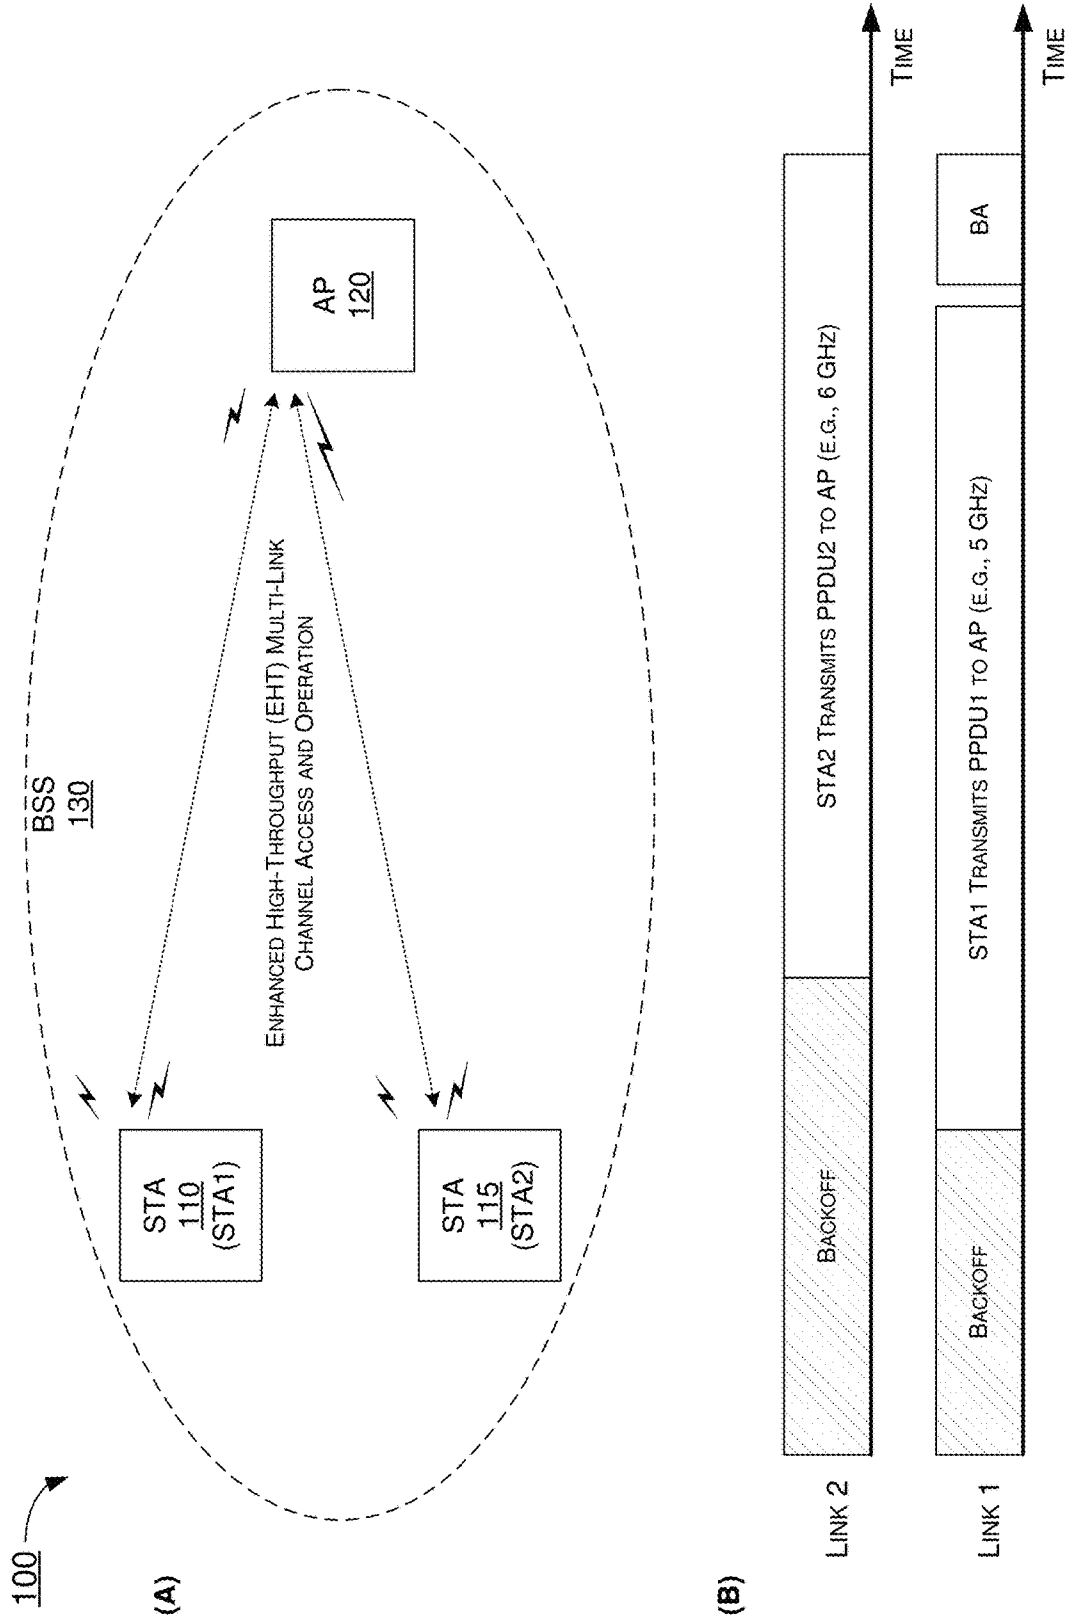 100
(A)
BSS
130
STA
110
(STA1)
STA
115
(STA2)
ENHANCED HIGH-THROUGHPUT (EHT) MULTI-LINK
CHANNEL ACCESS AND OPERATION
AP
120
(B)
LINK 2
BACKOFF
STA2 TRANSMITS PPDU2 TO AP (E.G., 6 GHZ)
TIME
LINK 1
BACKOFF
STA1 TRANSMITS PPDU1 TO AP (E.G., 5 GHZ)
BA
TIME